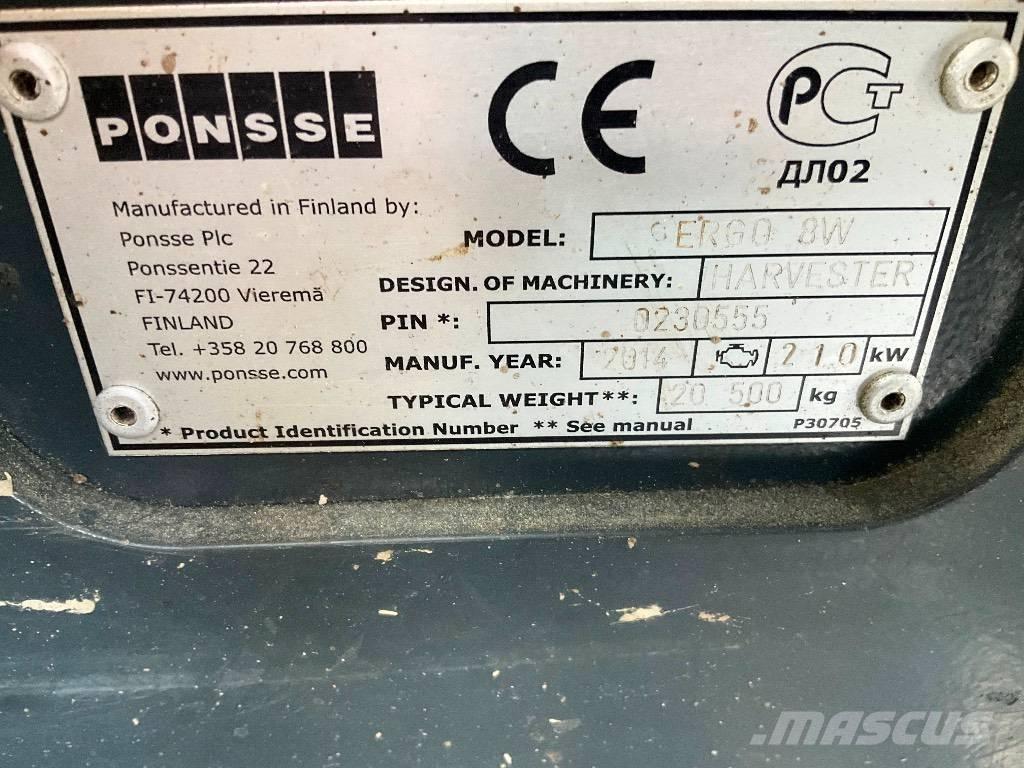 PONSSE
CE
PCT
ДЛ02
Manufactured in Finland by:
Ponsse Plc
Ponssentie 22
FI-74200 Vieremä
FINLAND
Tel. +358 20 768 800
www.ponsse.com
MODEL: ERGO 8W
DESIGN. OF MACHINERY: HARVESTER
PIN *: 0230555
MANUF. YEAR: 2014 210 kW
TYPICAL WEIGHT**: 20 500 kg
* Product Identification Number ** See manual P30705
MASCUS